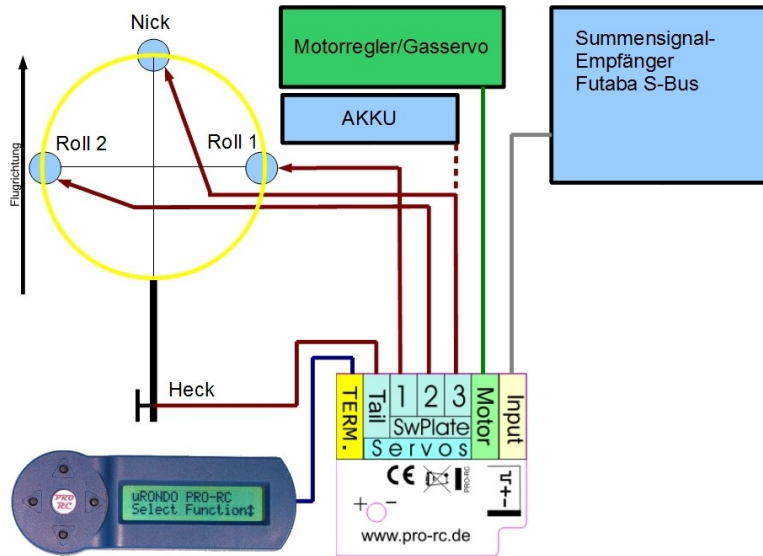 Nick
Motorregler/Gasservo
Summensignal-
Empfänger
Futaba S-Bus
AKKU
Roll 2
Roll 1
Flugrichtung
Heck
TERM.
Tail
1
2
3
SwPlate
Servos
Motor
Input
PRO
RC
uRONDO PRO-RC
Select Function
CE
PRO-RC
+ -
- + 
www.pro-rc.de